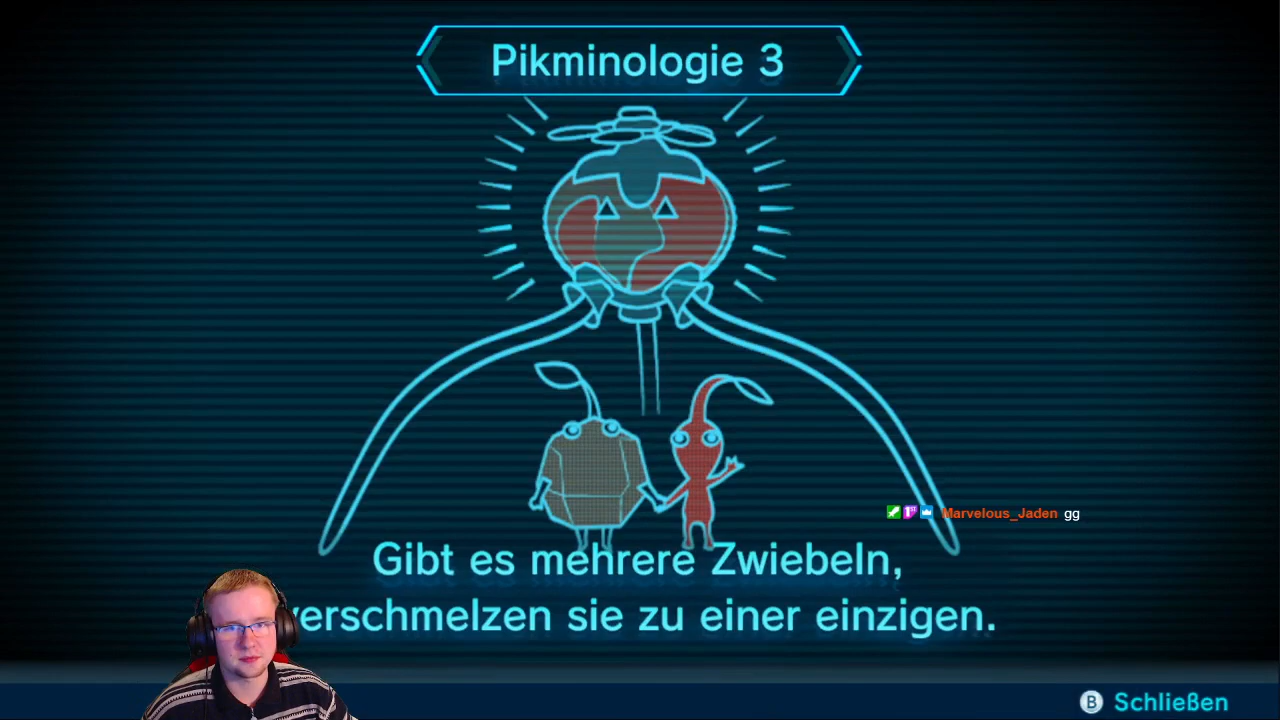 Pikminologie 3
Marvelous_Jaden gg
Gibt es mehrere Zwiebeln,
verschmelzen sie zu einer einzigen.
B Schließen